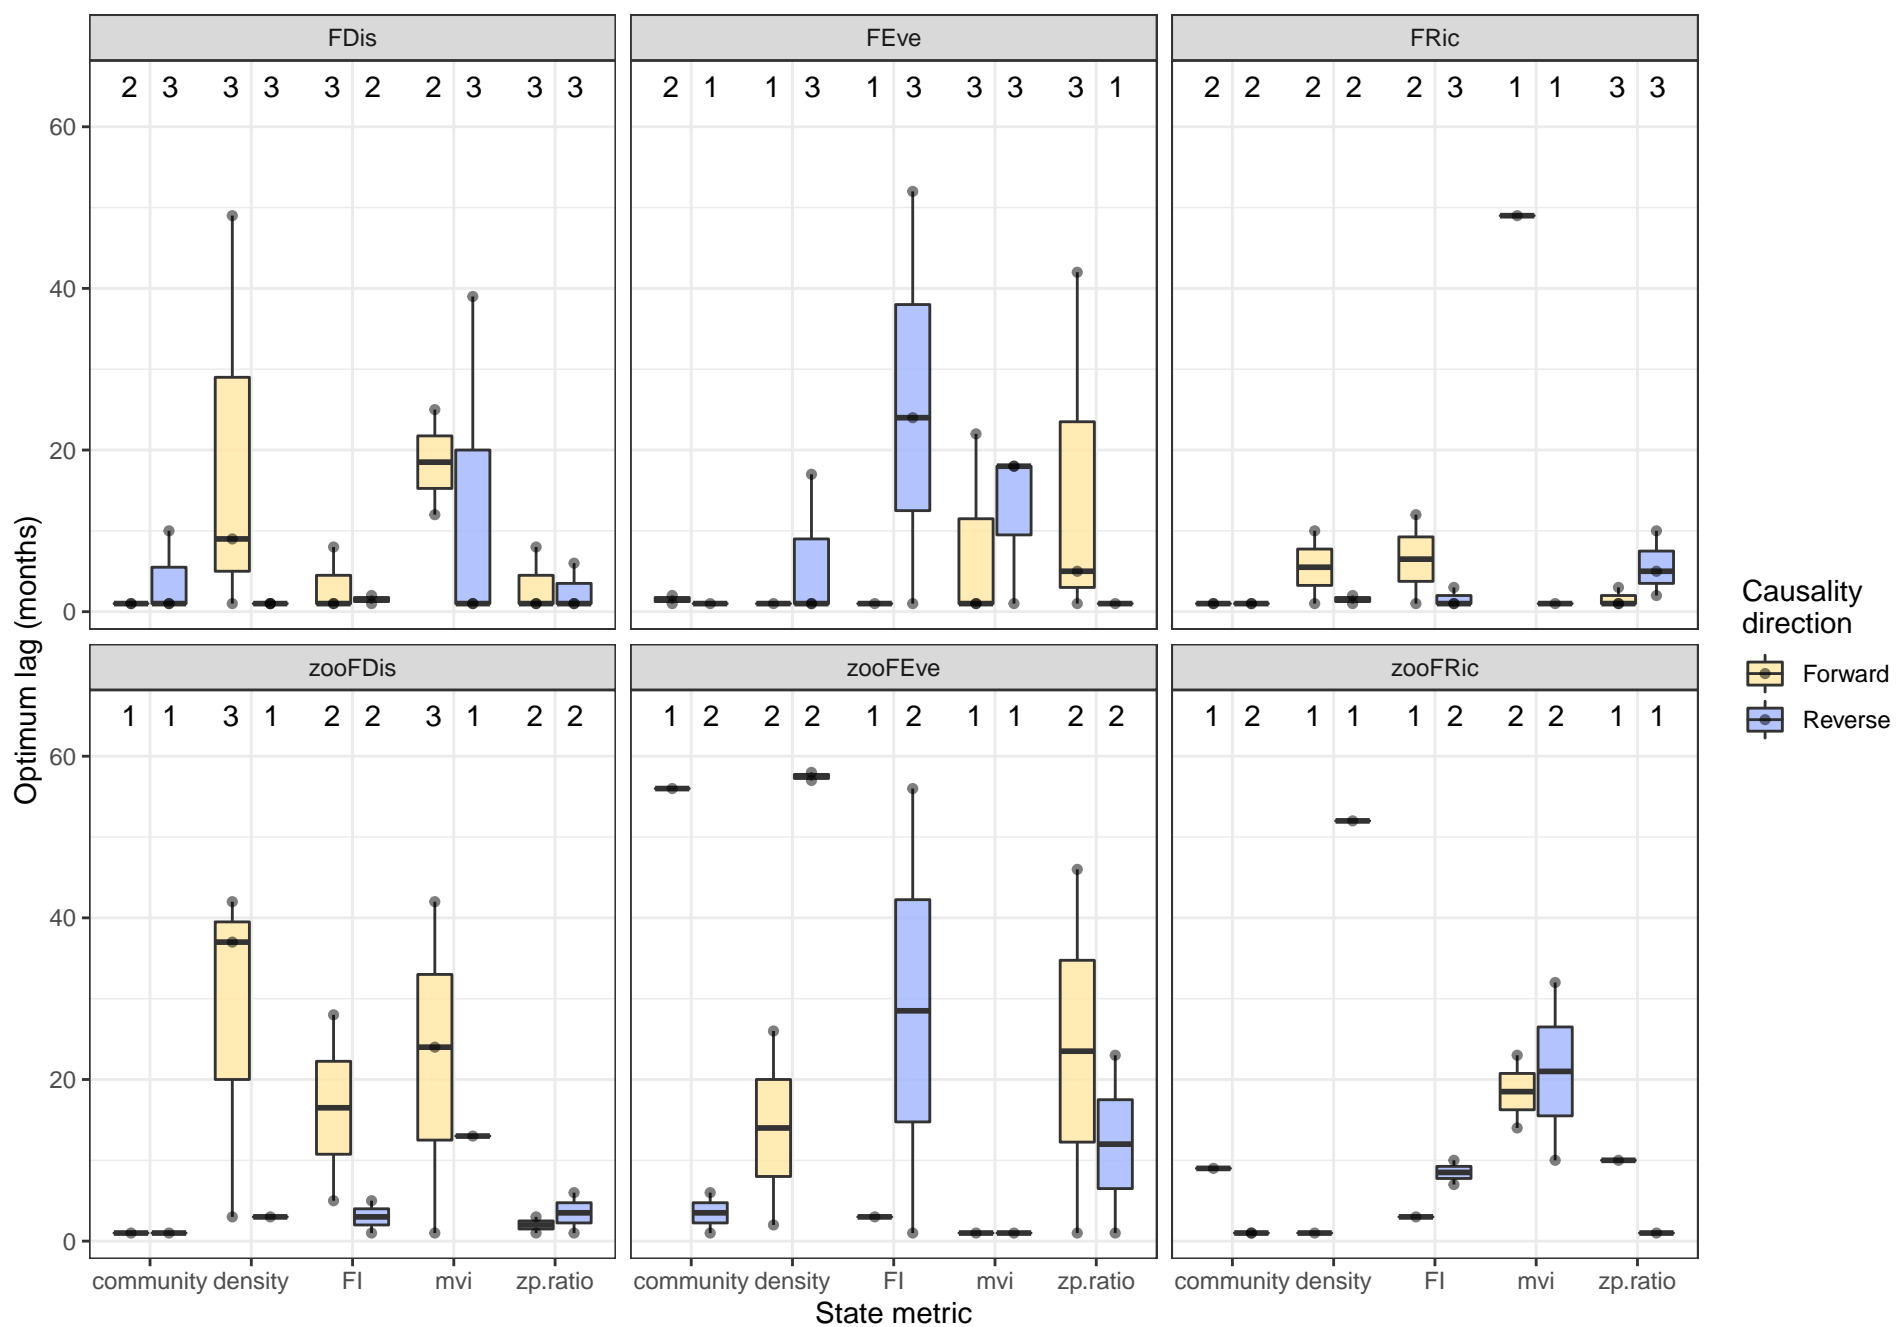 FDis FEve FRic
2 3 3 3 3 2 2 3 3 3 2 1 1 3 1 3 3 3 3 1 2 2 2 2 2 3 1 1 3 3
60
40
20
0
zooFDis zooFEve zooFRic
1 1 3 1 2 2 3 1 2 2 1 2 2 2 1 2 1 1 2 2 1 2 1 1 1 2 2 2 1 1
60
40
20
0
community density FI mvi zp.ratio community density FI mvi zp.ratio community density FI mvi zp.ratio
State metric
Optimum lag (months)
Causality
direction
Forward
Reverse